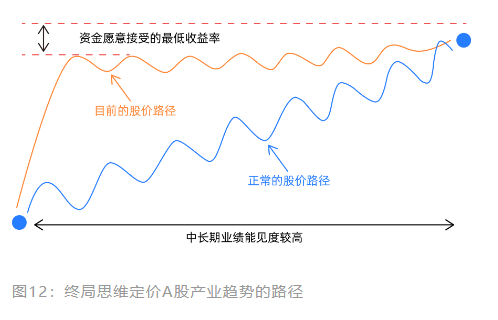 资金愿意接受的最低收益率
目前的股价路径
正常的股价路径
中长期业绩能见度较高
图12：终局思维定价A股产业趋势的路径